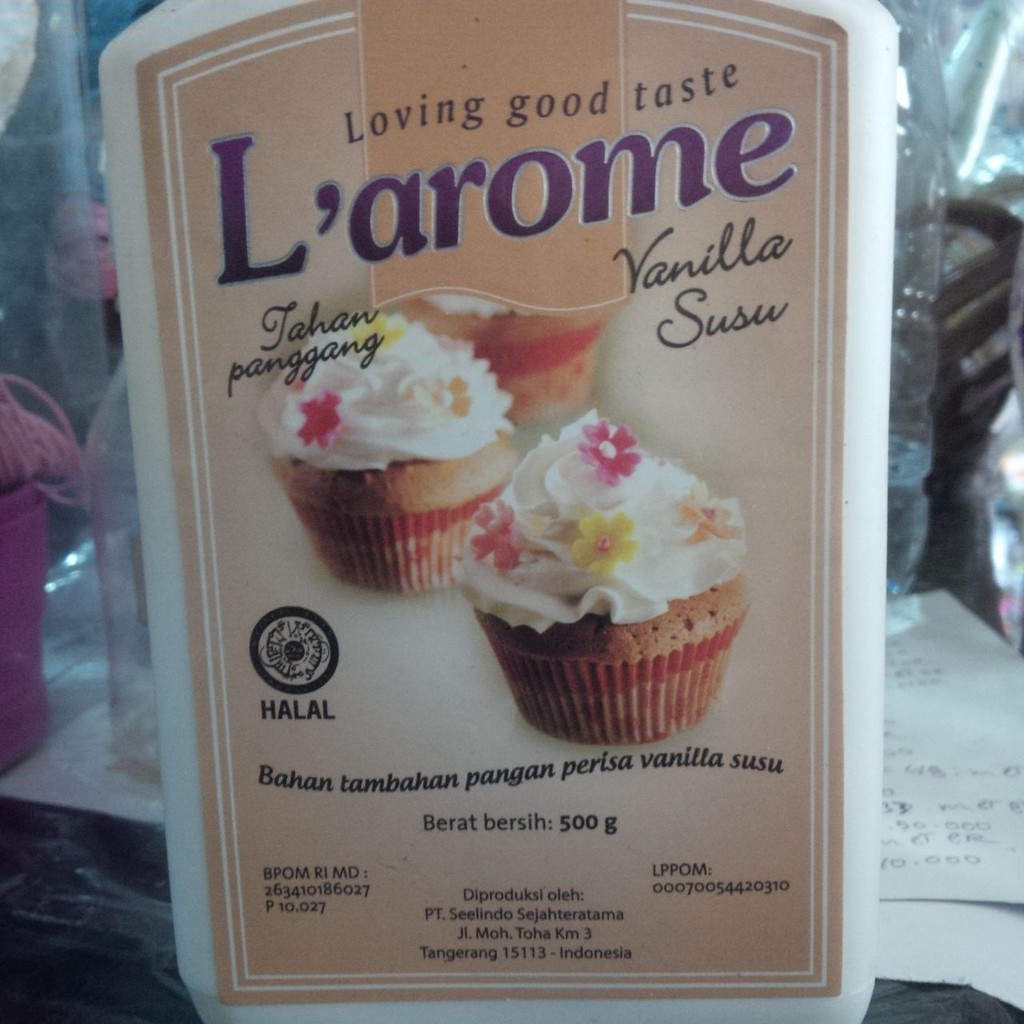 Loving good taste
L'arome
Vanilla
Susu
Tahan
panggang
HALAL
Bahan tambahan pangan perisa vanilla susu
Berat bersih: 500 g
BPOM RI MD :
263410186027
P 10.027
LPPOM:
00070054420310
Diproduksi oleh:
PT. Seelindo Sejahteratama
Jl. Moh. Toha Km 3
Tangerang 15113 - Indonesia